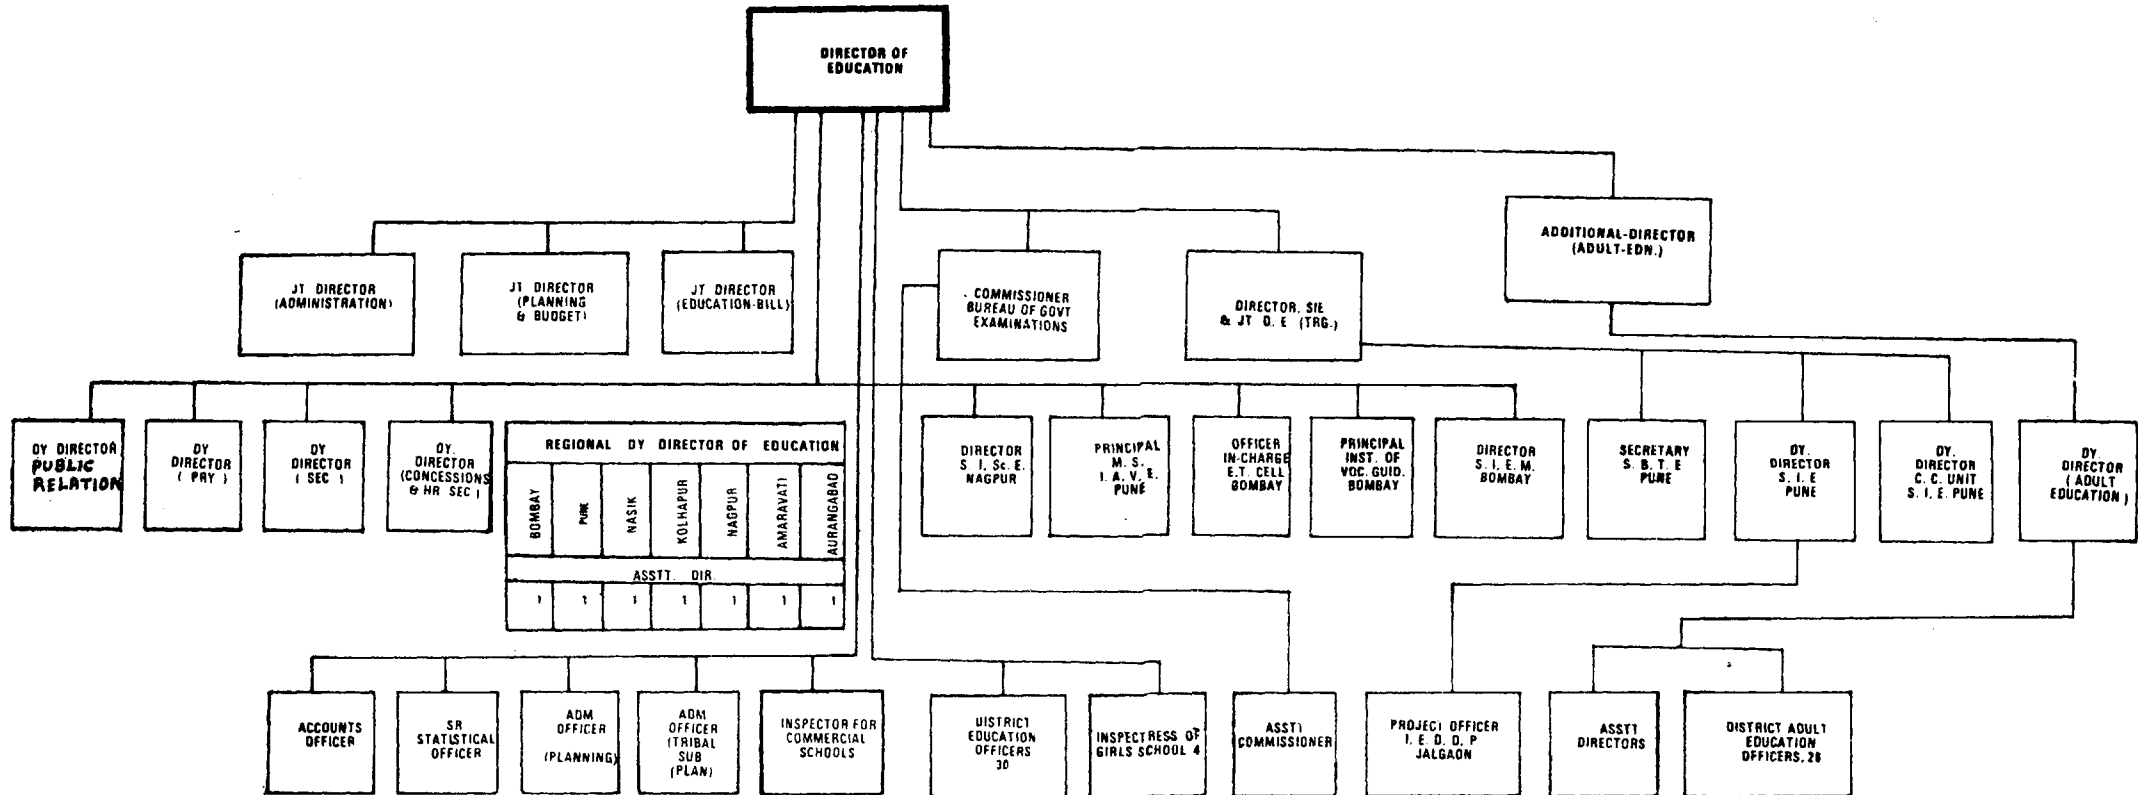 DIRECTOR OF
EDUCATION
ADDITIONAL-DIRECTOR
(ADULT-EDN.)
JT DIRECTOR
(ADMINISTRATION)
JT DIRECTOR
(PLANNING
& BUDGET)
JT DIRECTOR
(EDUCATION-BILL)
COMMISSIONER
BUREAU OF GOVT
EXAMINATIONS
DIRECTOR, SIE
& JT D. E (TRG.)
DY DIRECTOR
PUBLIC
RELATION
DY
DIRECTOR
( PRY )
DY
DIRECTOR
( SEC )
DY.
DIRECTOR
(CONCESSIONS
& HR SEC )
REGIONAL DY DIRECTOR OF EDUCATION
BOMBAY
PUNE
NASIK
KOLHAPUR
NAGPUR
AMARAVATI
AURANGABAD
ASSTT. DIR.
1 1 1 1 1 1 1
DIRECTOR
S. I. Sc. E.
NAGPUR
PRINCIPAL
M. S.
I. A. V. E.
PUNE
OFFICER
IN-CHARGE
E.T. CELL
BOMBAY
PRINCIPAL
INST. OF
VOC. GUID.
BOMBAY
DIRECTOR
S. I. E. M.
BOMBAY
SECRETARY
S. B. T. E
PUNE
DY.
DIRECTOR
S. I. E
PUNE
DY.
DIRECTOR
C. C. UNIT
S. I. E. PUNE
DY.
DIRECTOR
( ADULT
EDUCATION )
ACCOUNTS
OFFICER
SR
STATISTICAL
OFFICER
ADM
OFFICER
(PLANNING)
ADM
OFFICER
(TRIBAL
SUB
(PLAN)
INSPECTOR FOR
COMMERCIAL
SCHOOLS
DISTRICT
EDUCATION
OFFICERS
30
INSPECTRESS OF
GIRLS SCHOOL 4
ASSTT
COMMISSIONER
PROJECT OFFICER
I. E. D. D. P
JALGAON
ASSTT
DIRECTORS
DISTRICT ADULT
EDUCATION
OFFICERS. 28